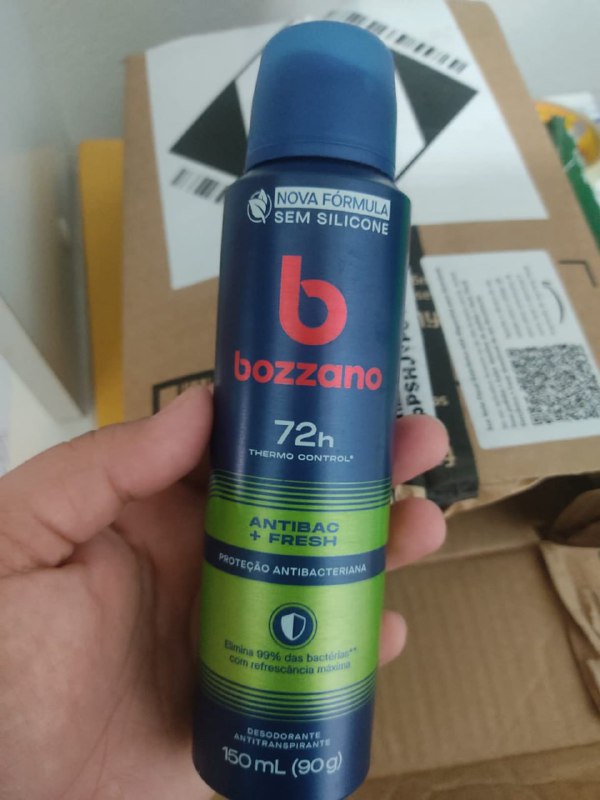 NOVA FÓRMULA
SEM SILICONE
b
bozzano
72h
THERMO CONTROL*
ANTIBAC
+ FRESH
PROTEÇÃO ANTIBACTERIANA
Elimina 99% das bactérias**
com refrescância máxima
DESODORANTE
ANTITRANSPIRANTE
150 mL (90 g)